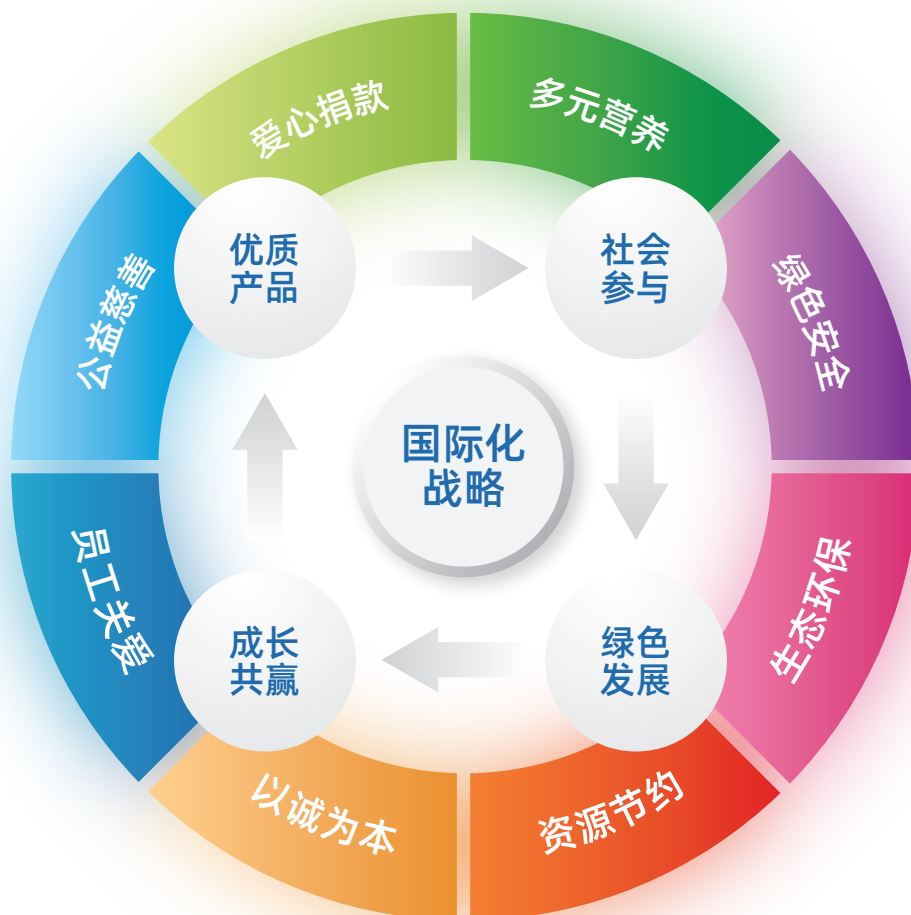 爱心捐款
多元营养
公益慈善
绿色安全
优质
产品
社会
参与
国际化
战略
员工关爱
生态环保
成长
共赢
绿色
发展
以诚为本
资源节约